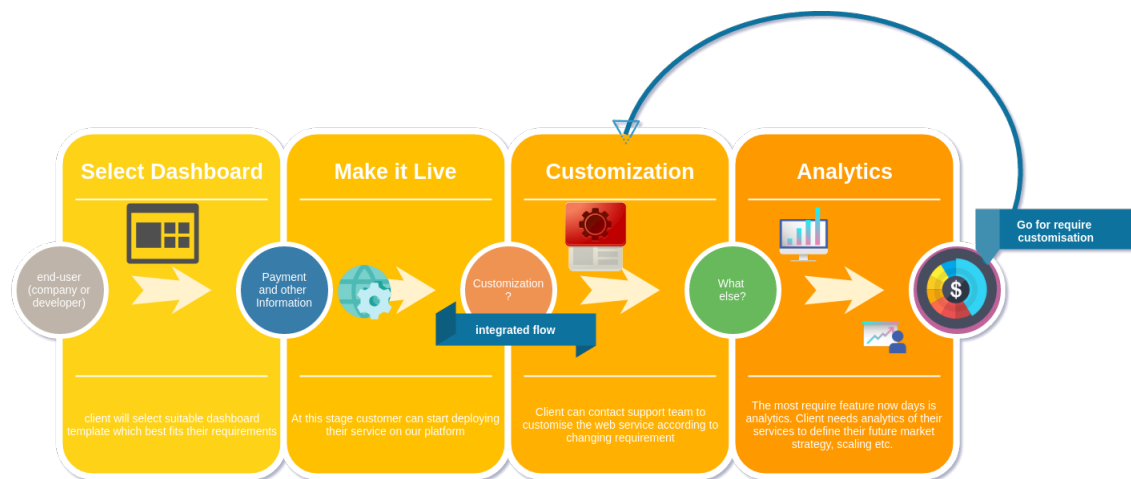 Select Dashboard
Make it Live
Customization
Analytics
Go for require
customisation
end-user
(company or
developer)
Payment
and other
Information
Customization
?
What
else?
$
integrated flow
client will select suitable dashboard
template which best fits their requirements
At this stage customer can start deploying
their service on our platform
Client can contact support team to
customise the web service according to
changing requirement
The most require feature now days is
analytics. Client needs analytics of their
services to define their future market
strategy, scaling etc.